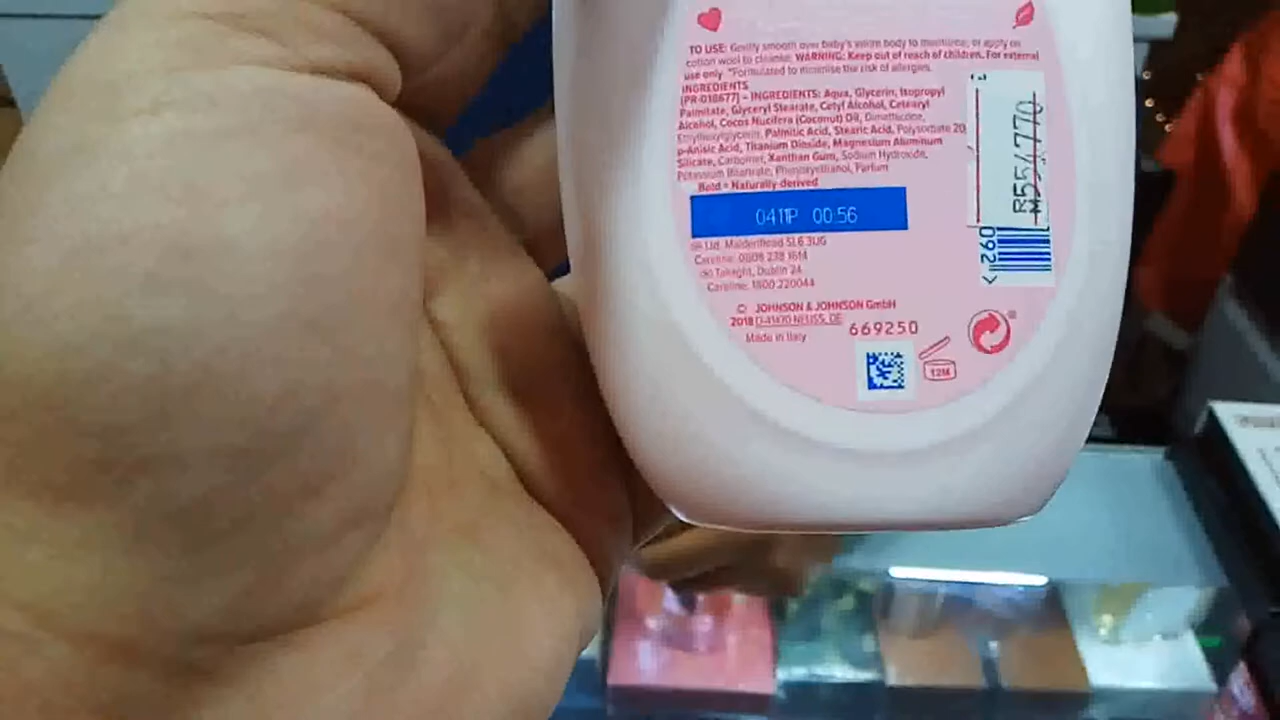 TO USE: Gently smooth over baby's entire body to moisturise, or apply on
cotton wool to cleanse. WARNING: Keep out of reach of children. For external
use only. *Formulated to minimise the risk of allergies.
INGREDIENTS
[PR-018677] - INGREDIENTS: Aqua, Glycerin, Isopropyl
Palmitate, Glyceryl Stearate, Cetyl Alcohol, Cetearyl
Alcohol, Cocos Nucifera (Coconut) Oil, Dimethicone,
Ethylhexylglycerin, Palmitic Acid, Stearic Acid, Polysorbate 20,
p-Anisic Acid, Titanium Dioxide, Magnesium Aluminum
Silicate, Carbomer, Xanthan Gum, Sodium Hydroxide,
Potassium Phenoxyethanol, Parfum
Bold = Naturally derived
0411P 00:56
Ltd. Maidenhead SL6 3UG
Careline: 0808 238 1614
Tallaght, Dublin 24
Careline: 1800 220044
© JOHNSON & JOHNSON GmbH
2018 D-41470 NEUSS, DE
669250
Made in Italy
12M
092